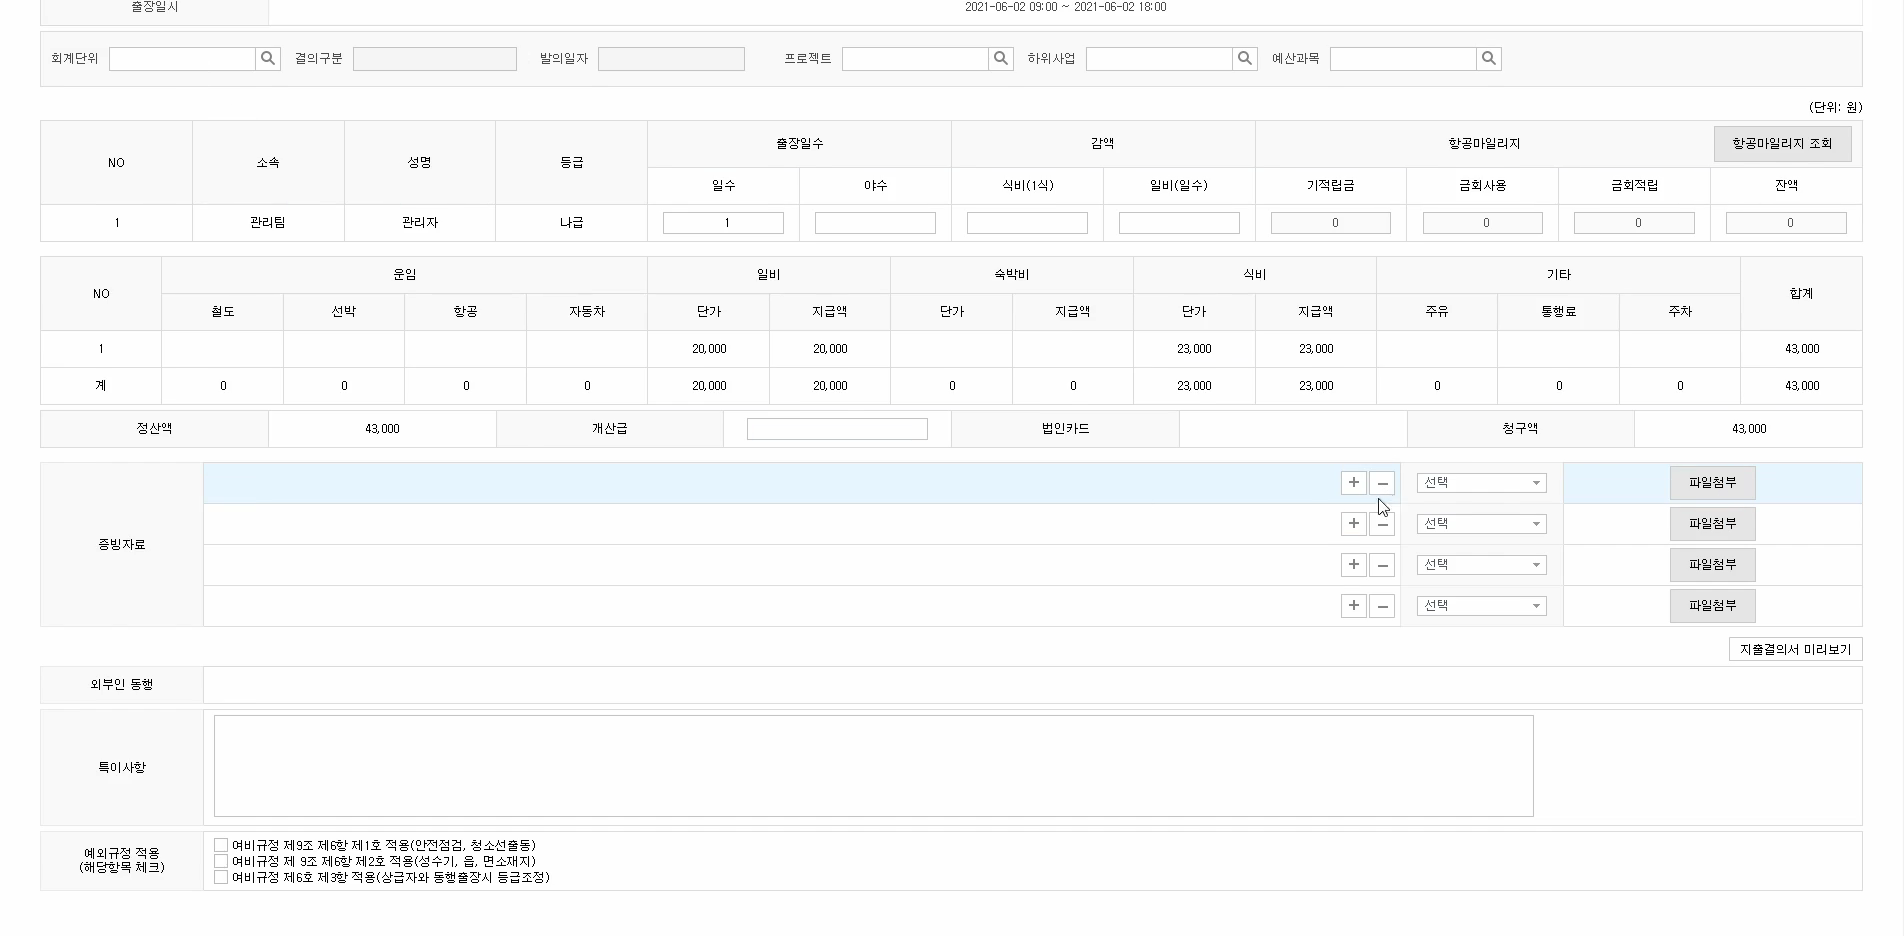 출장일시 2021-06-02 09:00 ~ 2021-06-02 18:00
회계단위 결의구분 발의일자 프로젝트 하위사업 예산과목
(단위: 원)
NO 소속 성명 등급 출장일수 감액 항공마일리지 항공마일리지 조회
일수 야수 식비(1식) 일비(일수) 기적립금 금회사용 금회적립 잔액
1 관리팀 관리자 나급 1 0 0 0 0
NO 운임 일비 숙박비 식비 기타 합계
철도 선박 항공 자동차 단가 지급액 단가 지급액 단가 지급액 주유 통행료 주차
1 20,000 20,000 23,000 23,000 43,000
계 0 0 0 0 20,000 20,000 0 0 23,000 23,000 0 0 0 43,000
정산액 43,000 개산급 법인카드 청구액 43,000
증빙자료
선택 파일첨부
선택 파일첨부
선택 파일첨부
선택 파일첨부
지출결의서 미리보기
외부인 동행
특이사항
예외규정 적용
(해당항목 체크)
여비규정 제9조 제6항 제1호 적용(안전점검, 청소선출동)
여비규정 제 9조 제6항 제2호 적용(성수기, 읍, 면소재지)
여비규정 제6호 제3항 적용(상급자와 동행출장시 등급조정)